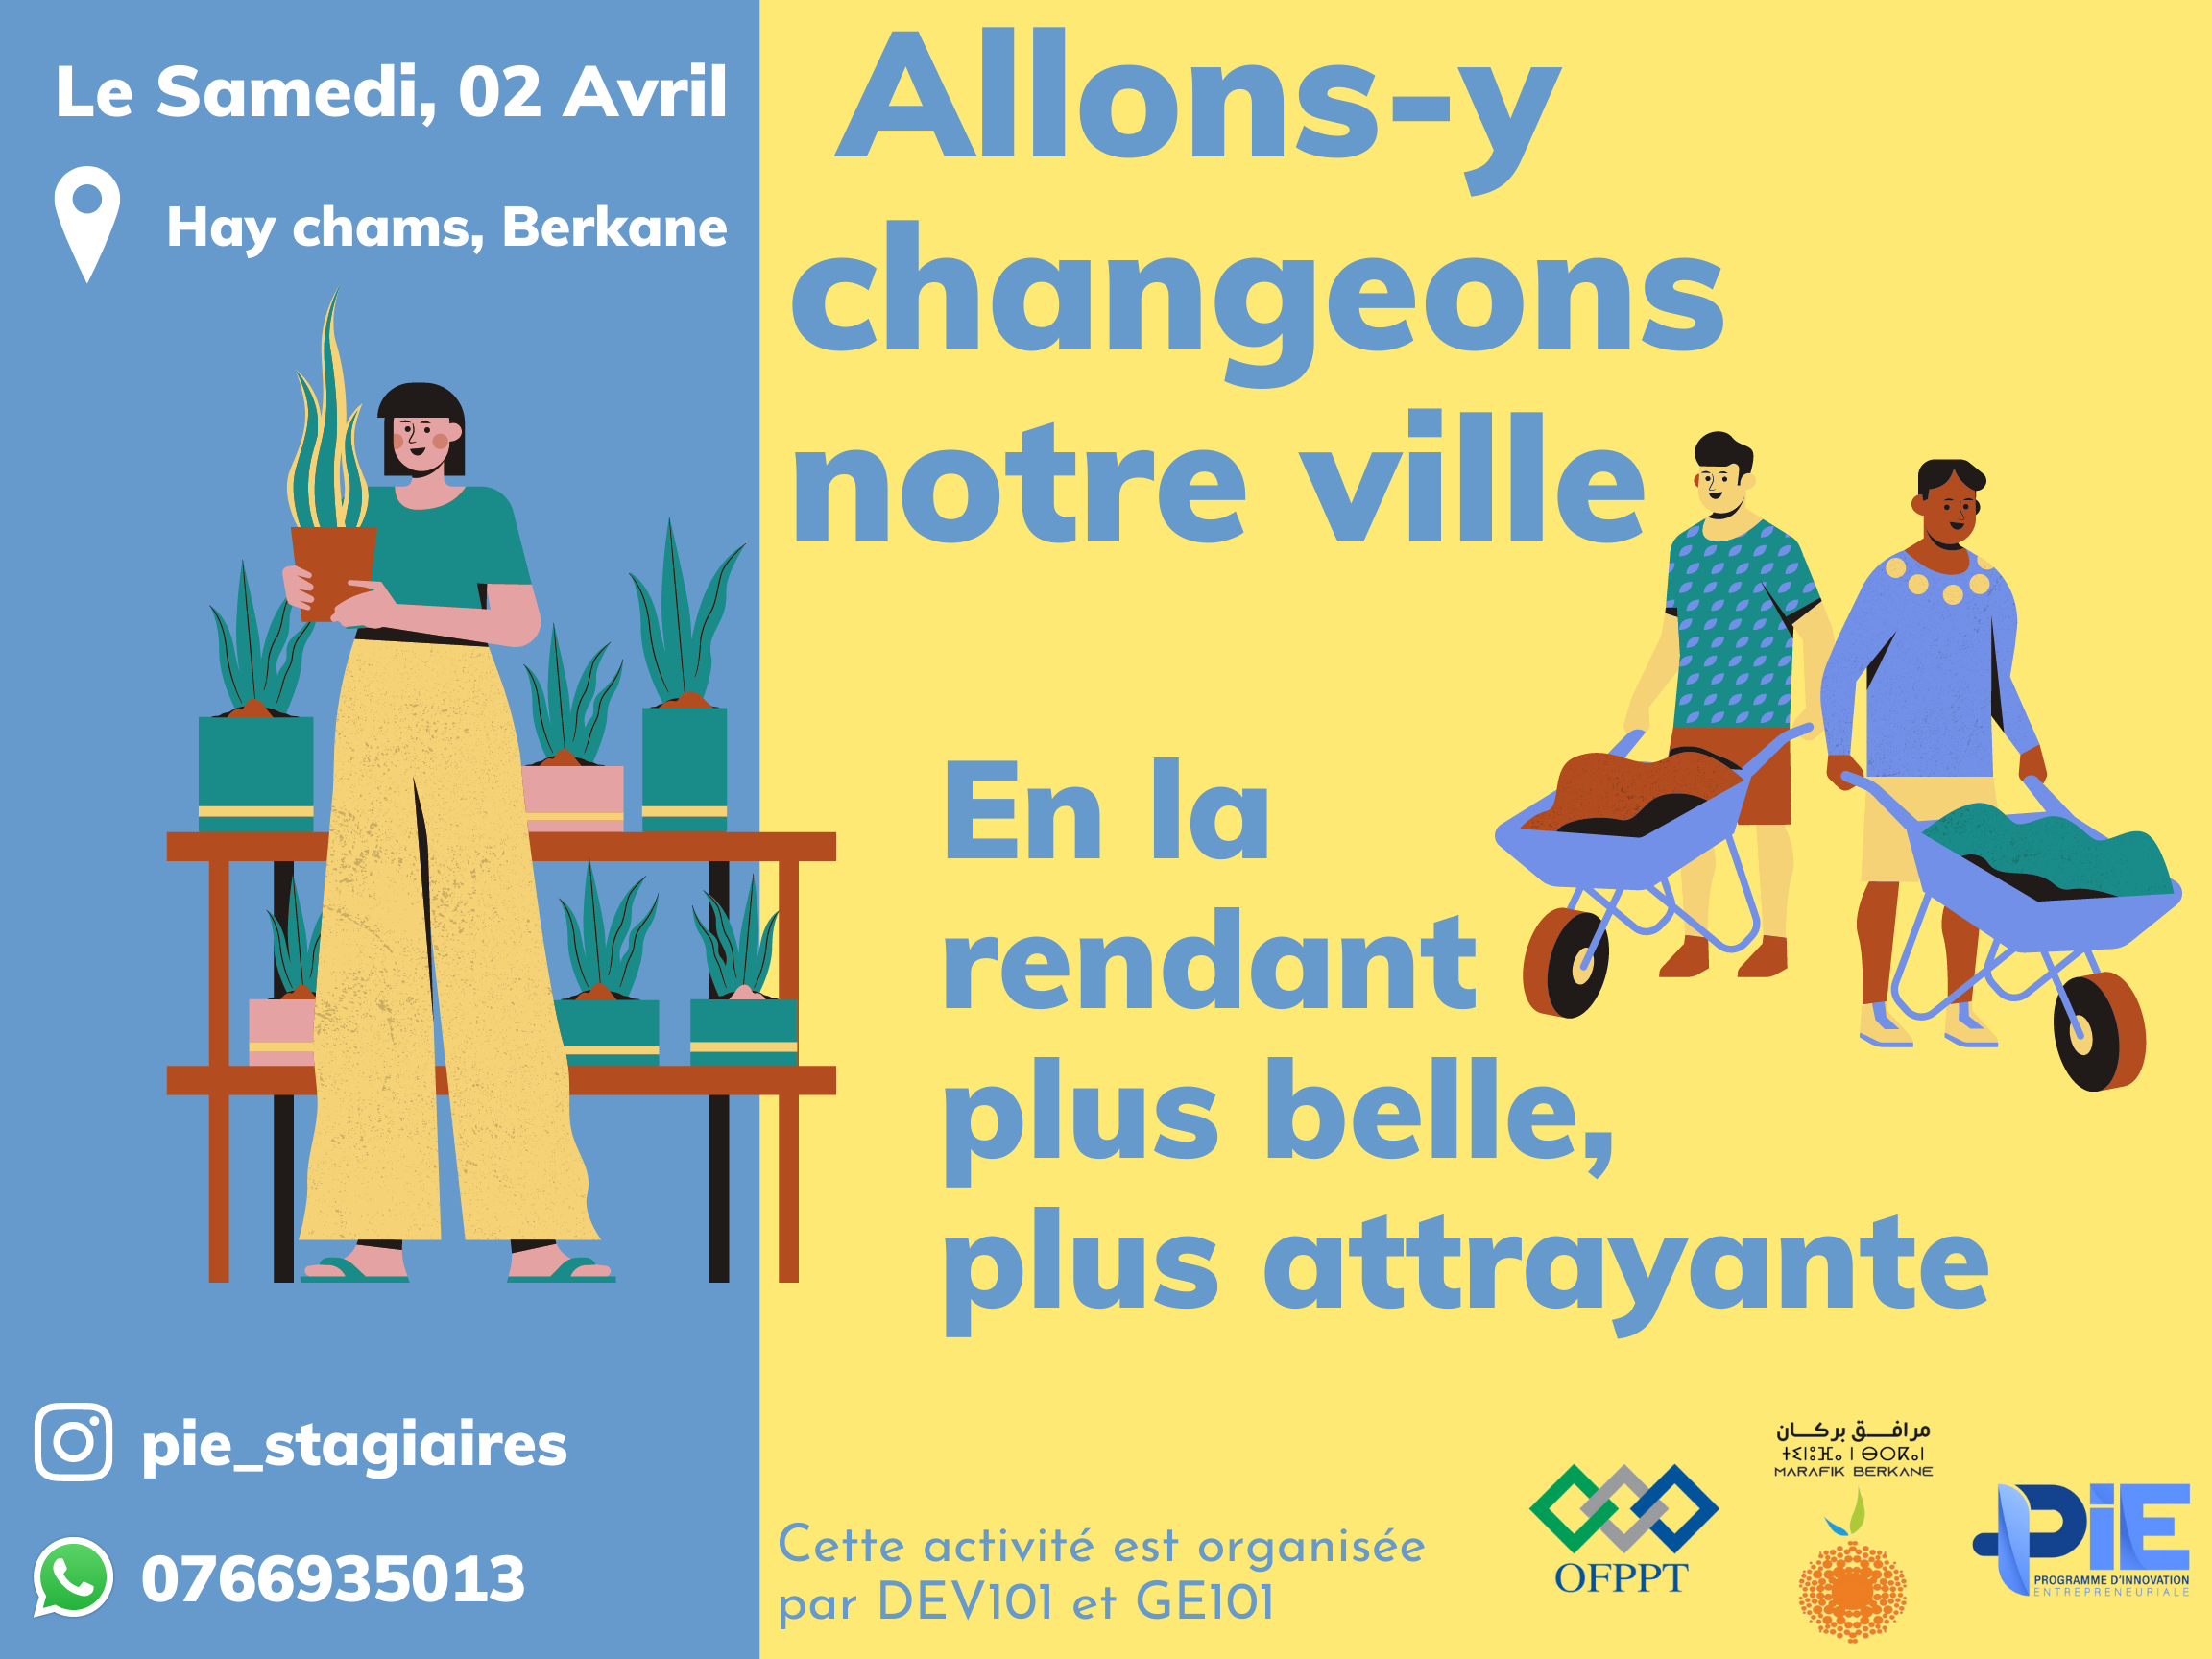 Le Samedi, 02 Avril
Hay chams, Berkane
Allons-y
changeons
notre ville
En la
rendant
plus belle,
plus attrayante
pie_stagiaires
0766935013
Cette activité est organisée
par DEV101 et GE101
OFPPT
مرافق بركان
MARAFIK BERKANE
PiE
PROGRAMME D'INNOVATION
ENTREPRENEURIALE